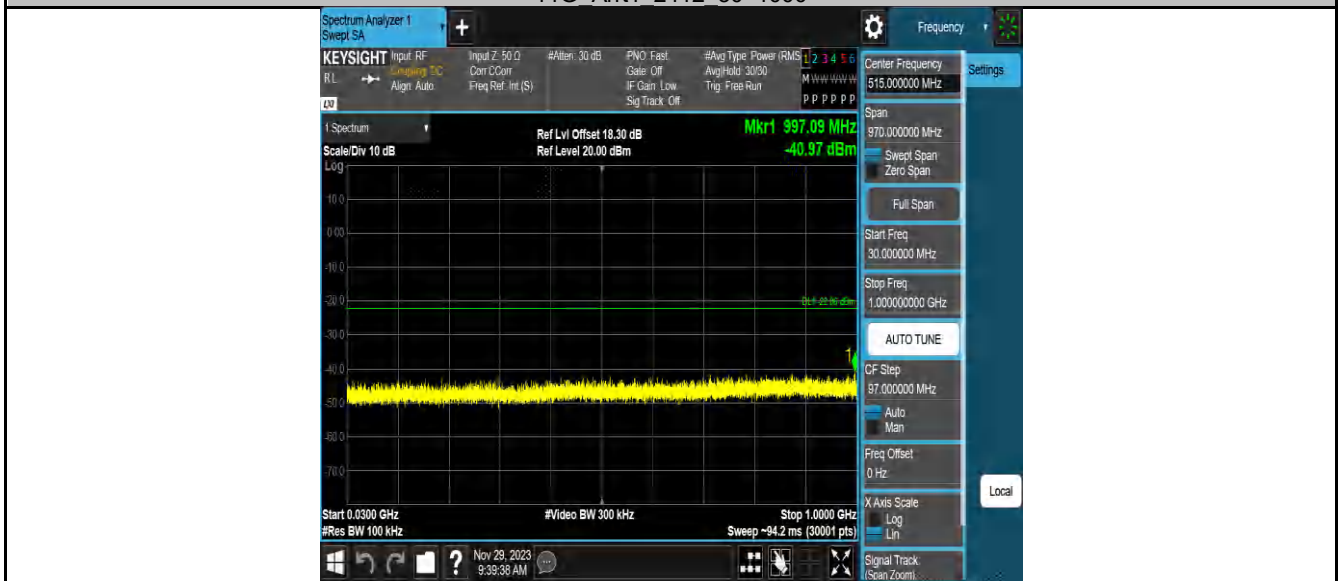 Spectrum Analyzer 1
Swept SA
+
Frequency
KEYSIGHT Input: RF
RL
Coupling: DC
Align: Auto
LXI
Input Z: 50 Ω
Corr CCorr
Freq Ref: Int (S)
#Atten: 30 dB
PNO: Fast
Gate: Off
IF Gain: Low
Sig Track: Off
#Avg Type: Power (RMS
Avg|Hold: 30/30
Trig: Free Run
1 2 3 4 5 6
M W W W W W
P P P P P P
Center Frequency
515.000000 MHz
Settings
1 Spectrum
Scale/Div 10 dB
Log
Ref Lvl Offset 18.30 dB
Ref Level 20.00 dBm
Mkr1 997.09 MHz
-40.97 dBm
Span
970.000000 MHz
Swept Span
Zero Span
Full Span
Start Freq
30.000000 MHz
Stop Freq
1.000000000 GHz
AUTO TUNE
CF Step
97.000000 MHz
Auto
Man
Freq Offset
0 Hz
X Axis Scale
Log
Lin
Signal Track
(Span Zoom)
Local
10.0
0.00
-10.0
-20.0
-30.0
-40.0
-50.0
-60.0
-70.0
1
Start 0.0300 GHz
#Res BW 100 kHz
#Video BW 300 kHz
Stop 1.0000 GHz
Sweep ~94.2 ms (30001 pts)
?
Nov 29, 2023
9:39:38 AM